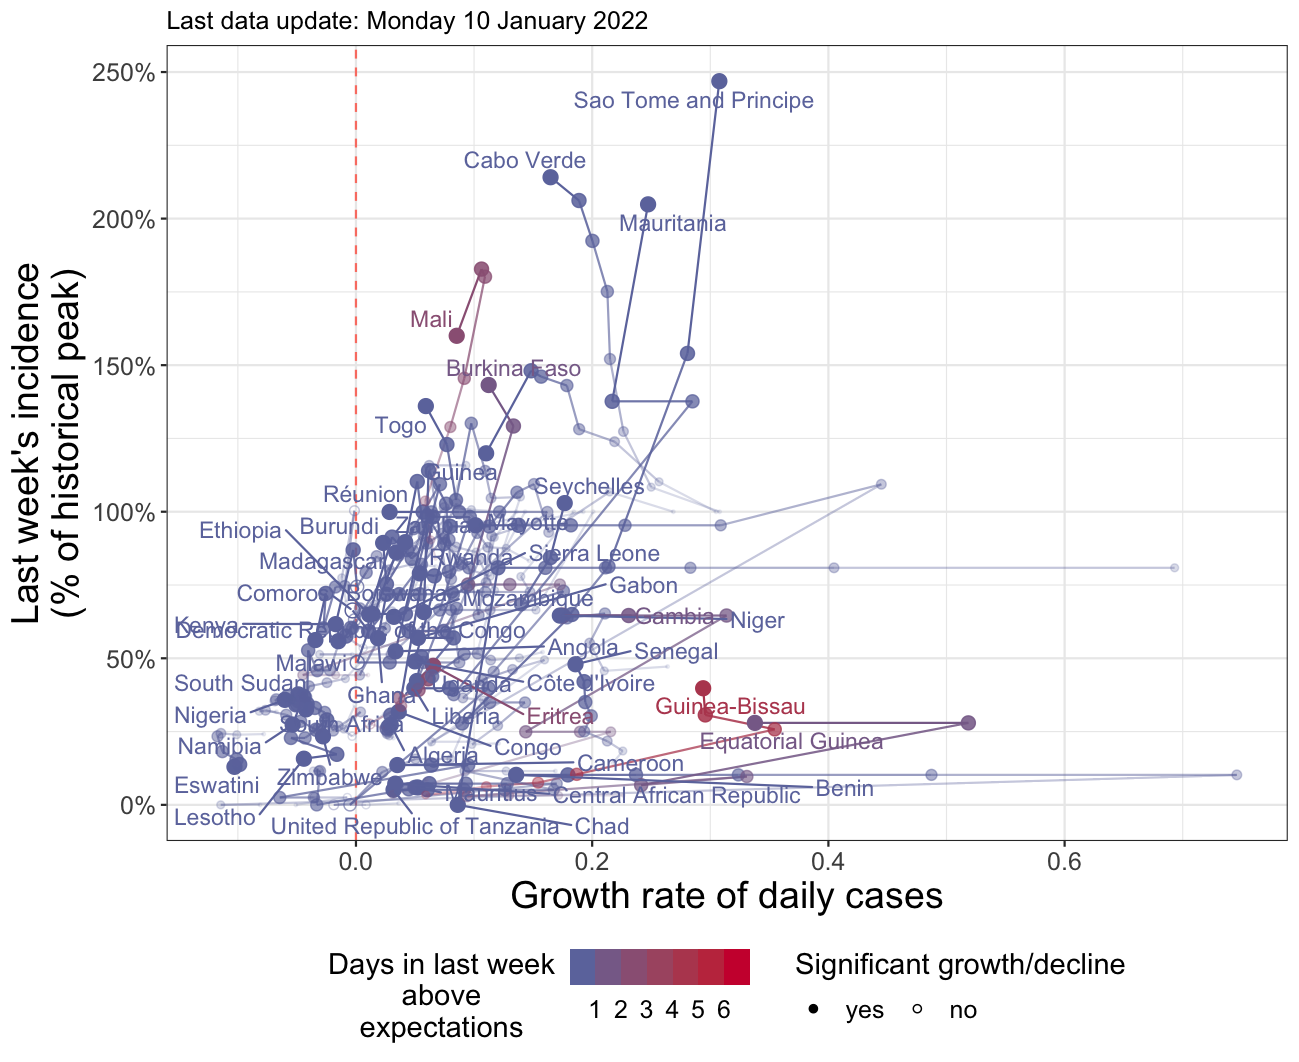 Last data update: Monday 10 January 2022
Last week's incidence
(% of historical peak)
250%
200%
150%
100%
50%
0%
Sao Tome and Principe
Cabo Verde
Mauritania
Mali
Burkina Faso
Togo
Guinea
Seychelles
Réunion
Ethiopia
Burundi
Mayotte
Madagascar
Rwanda
Sierra Leone
Comoros
Gabon
Mozambique
Kenya
Gambia
Niger
Democratic Republic of the Congo
Angola
Senegal
Malawi
South Sudan
Ghana
Uganda
Côte d'Ivoire
Nigeria
Liberia
Eritrea
Guinea-Bissau
South Africa
Namibia
Congo
Equatorial Guinea
Algeria
Cameroon
Eswatini
Zimbabwe
Mauritius
Central African Republic
Benin
Lesotho
United Republic of Tanzania
Chad
0.0
0.2
0.4
0.6
Growth rate of daily cases
Days in last week
above
expectations
1 2 3 4 5 6
Significant growth/decline
yes
no